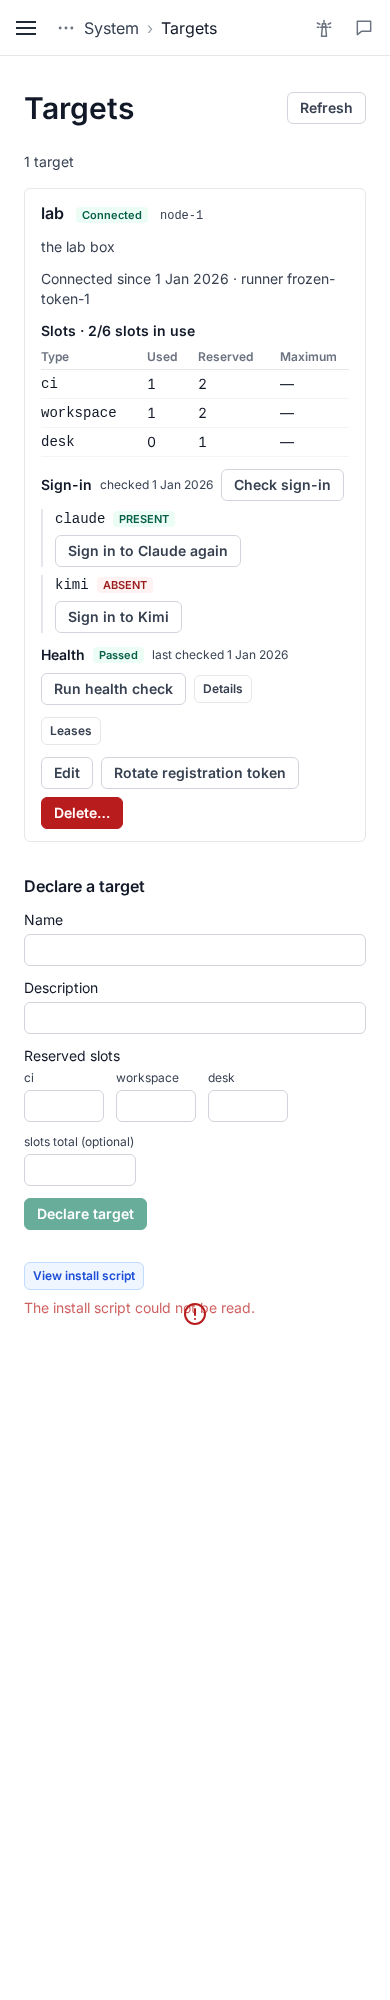 System › Targets
Targets
Refresh
1 target
lab Connected node-1
the lab box
Connected since 1 Jan 2026 · runner frozen-
token-1
Slots · 2/6 slots in use
Type Used Reserved Maximum
ci 1 2 —
workspace 1 2 —
desk 0 1 —
Sign-in checked 1 Jan 2026 Check sign-in
claude PRESENT
Sign in to Claude again
kimi ABSENT
Sign in to Kimi
Health Passed last checked 1 Jan 2026
Run health check Details
Leases
Edit Rotate registration token
Delete...
Declare a target
Name
Description
Reserved slots
ci workspace desk
slots total (optional)
Declare target
View install script
The install script could not be read.